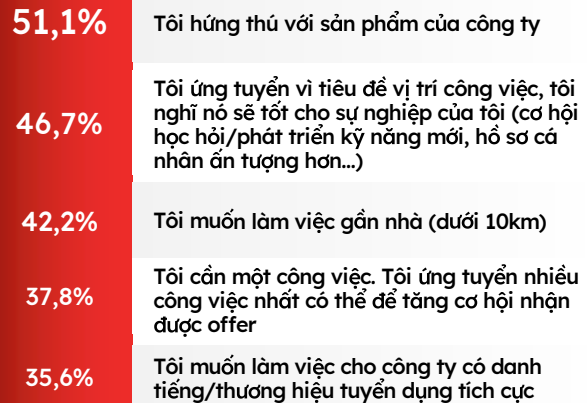 51,1%
Tôi hứng thú với sản phẩm của công ty
46,7%
Tôi ứng tuyển vì tiêu đề vị trí công việc, tôi
nghĩ nó sẽ tốt cho sự nghiệp của tôi (cơ hội
học hỏi/phát triển kỹ năng mới, hồ sơ cá
nhân ấn tượng hơn...)
42,2%
Tôi muốn làm việc gần nhà (dưới 10km)
37,8%
Tôi cần một công việc. Tôi ứng tuyển nhiều
công việc nhất có thể để tăng cơ hội nhận
được offer
35,6%
Tôi muốn làm việc cho công ty có danh
tiếng/thương hiệu tuyển dụng tích cực